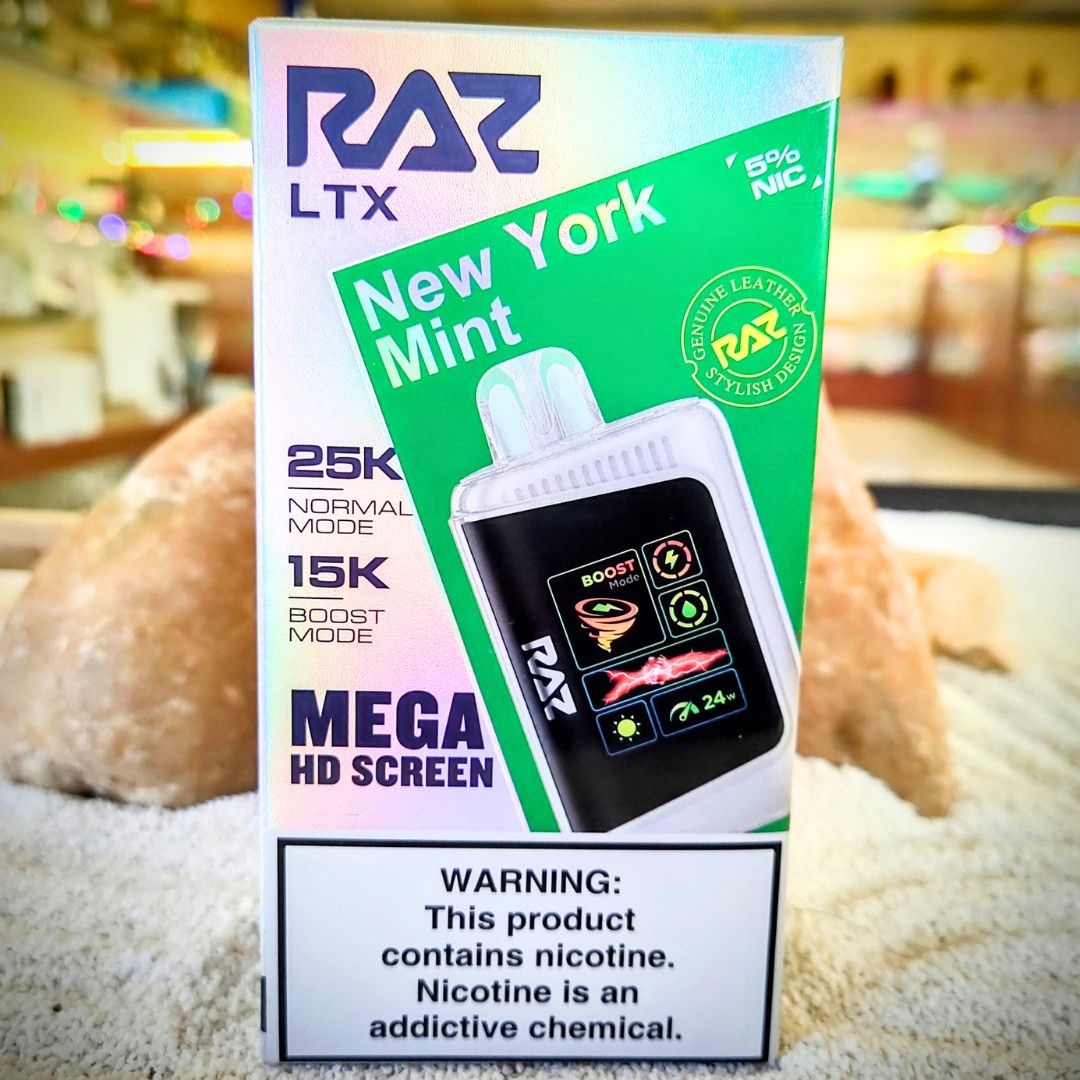 RAZ
LTX
5%
NIC
New York
Mint
GENUINE LEATHER
RAZ
STYLISH DESIGN
25K
NORMAL
MODE
15K
BOOST
MODE
BOOST
Mode
RAZ
24W
MEGA
HD SCREEN
WARNING:
This product
contains nicotine.
Nicotine is an
addictive chemical.